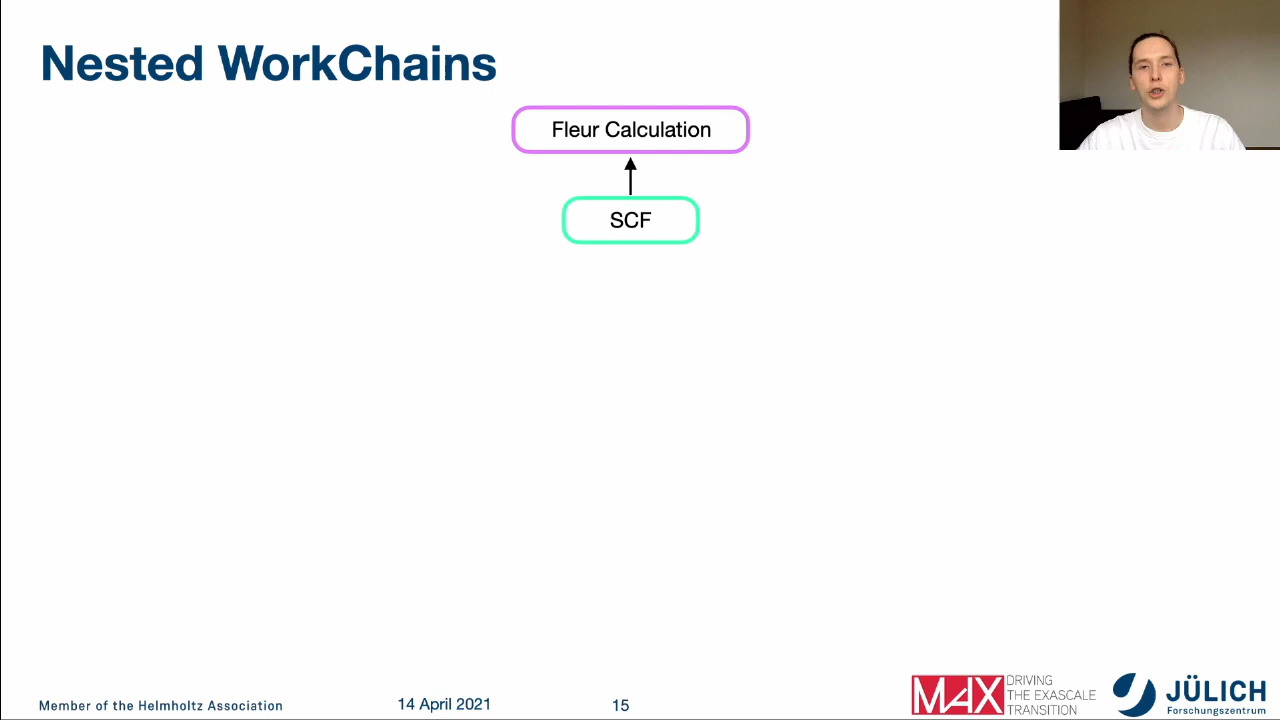 Nested WorkChains
Fleur Calculation
SCF
Member of the Helmholtz Association
14 April 2021
15
MAX
DRIVING
THE EXASCALE
TRANSITION
JÜLICH
Forschungszentrum